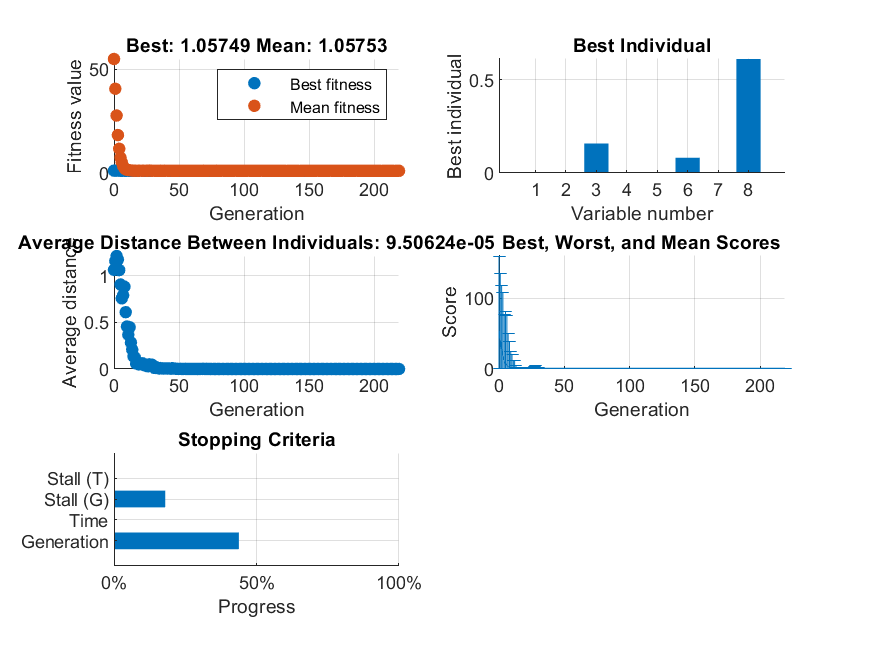 Best: 1.05749 Mean: 1.05753
Fitness value
50
0
Best fitness
Mean fitness
0 50 100 150 200
Generation
Best Individual
Best individual
0.5
0
1 2 3 4 5 6 7 8
Variable number
Average Distance Between Individuals: 9.50624e-05
Average distance
1
0.5
0
0 50 100 150 200
Generation
Best, Worst, and Mean Scores
Score
100
0
0 50 100 150 200
Generation
Stopping Criteria
Stall (T)
Stall (G)
Time
Generation
0% 50% 100%
Progress